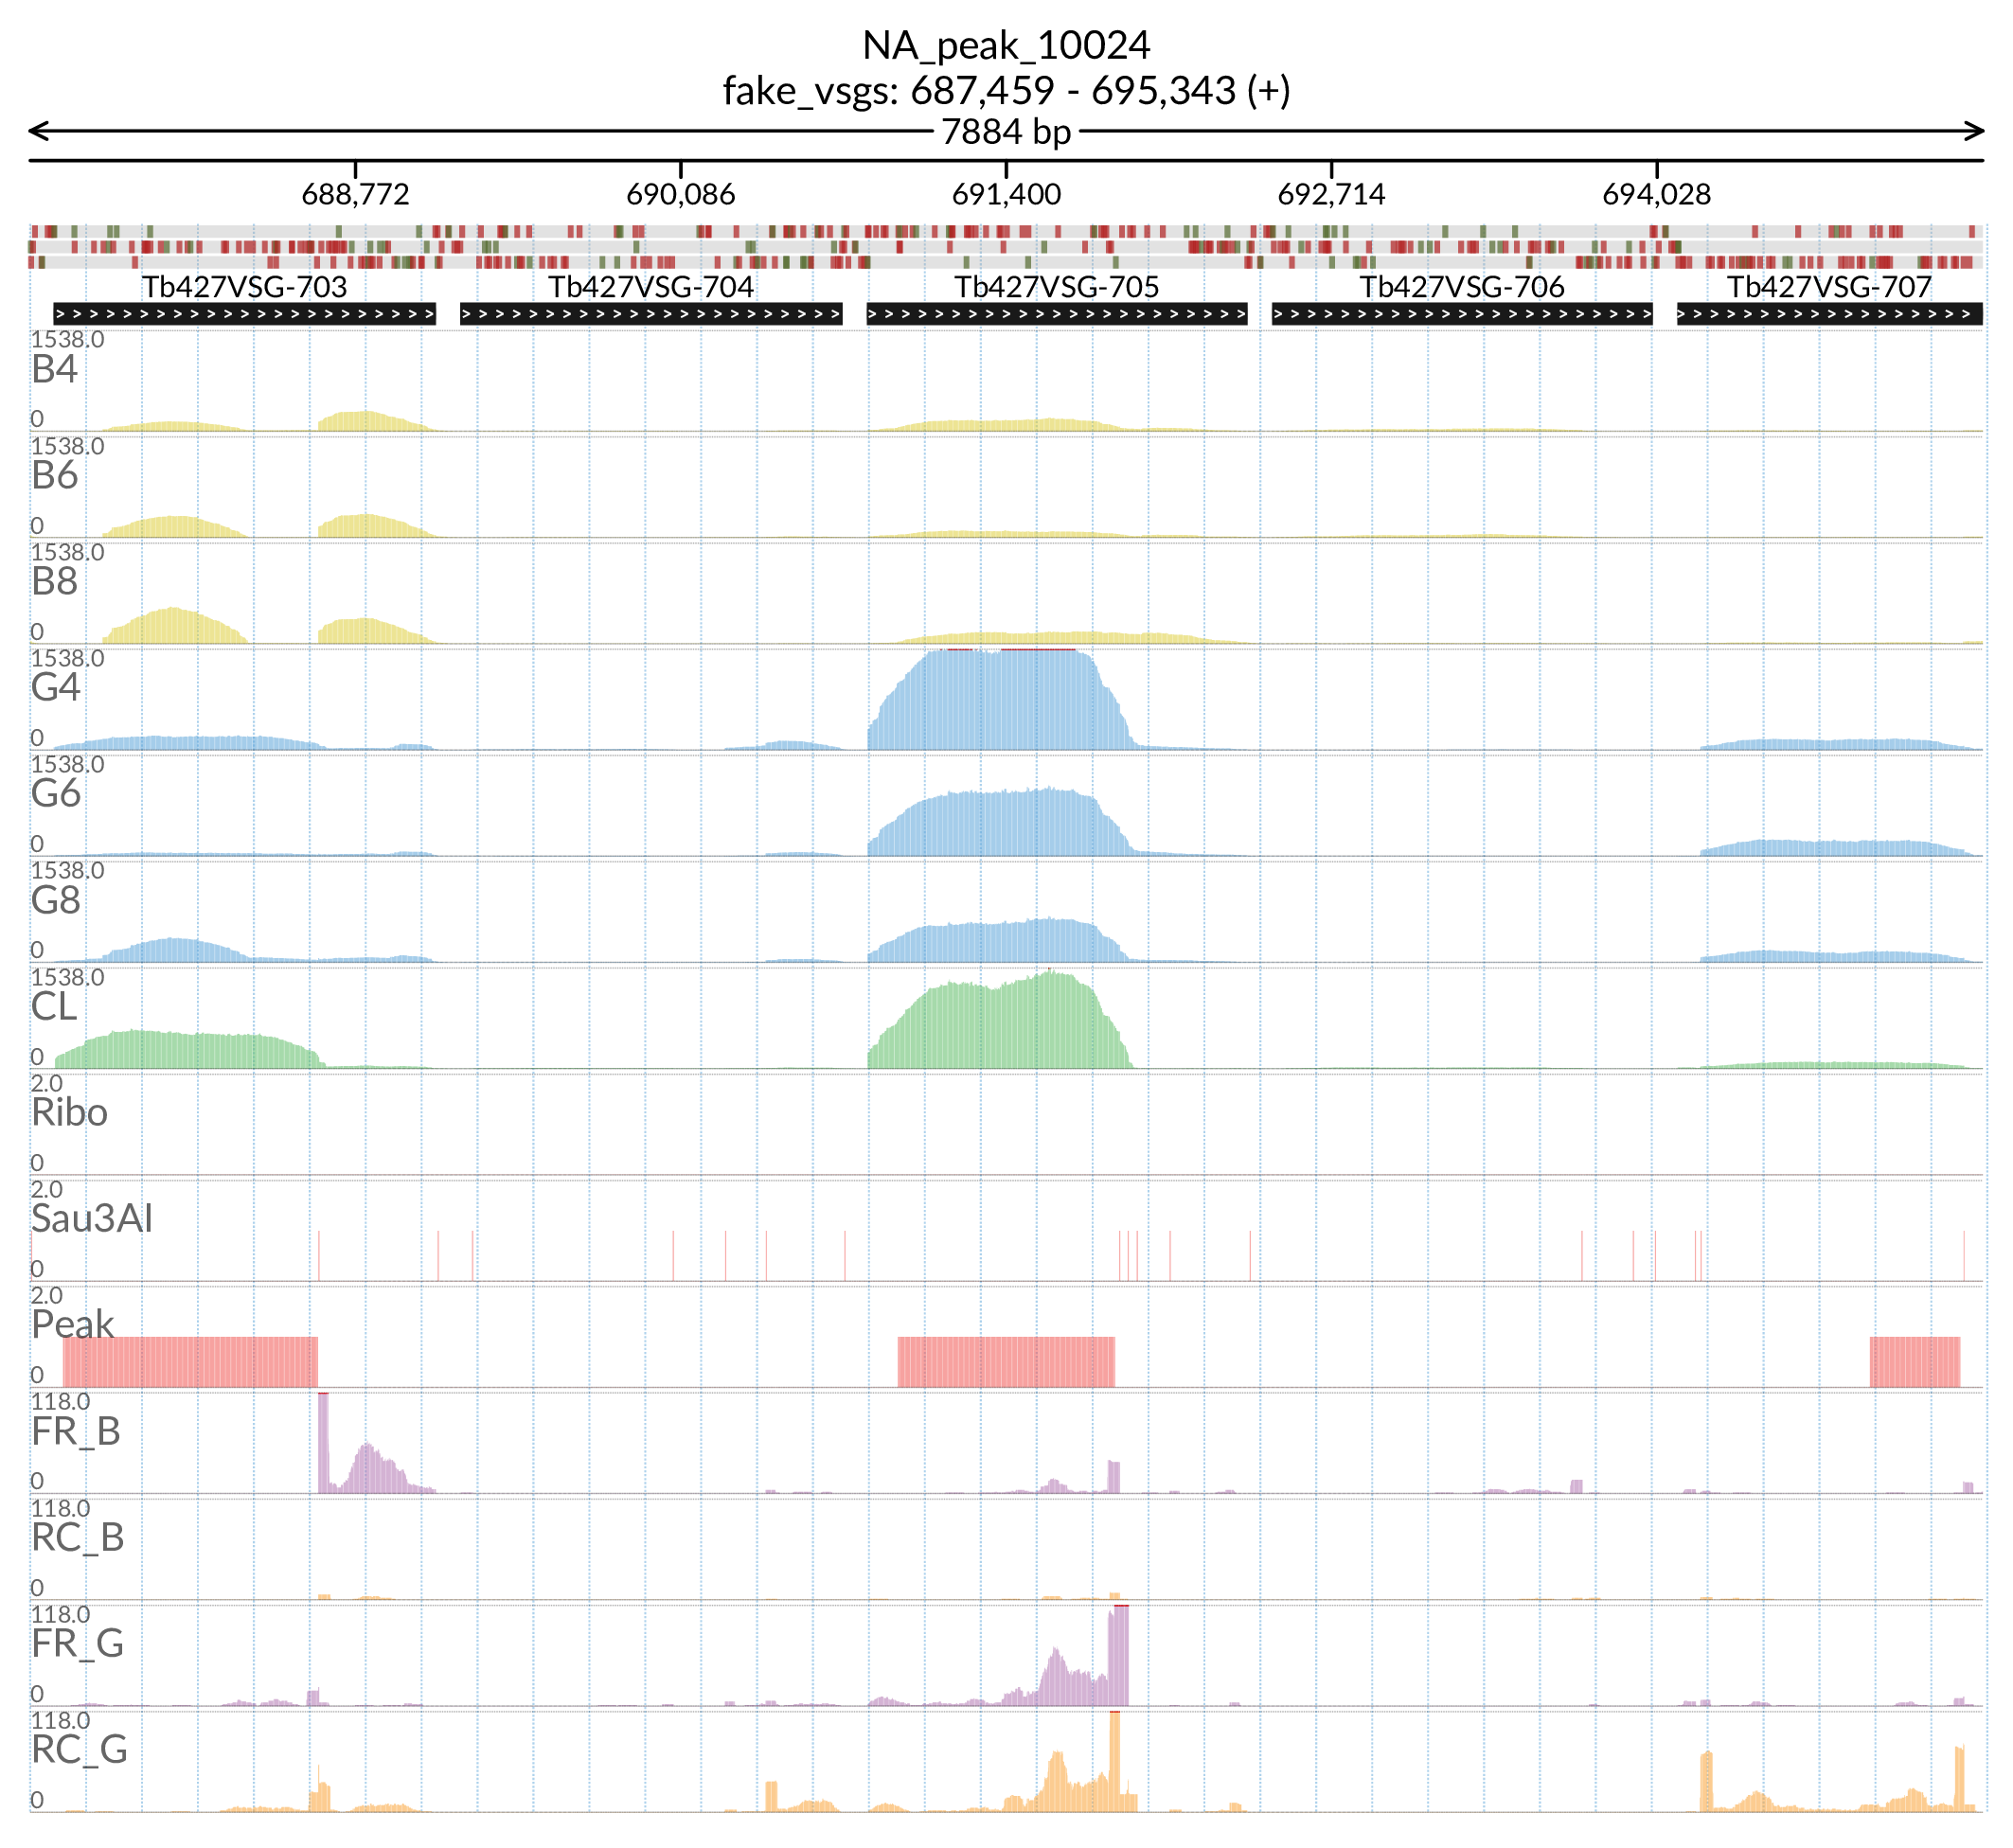 NA_peak_10024
fake_vsgs: 687,459 - 695,343 (+)
7884 bp
688,772 690,086 691,400 692,714 694,028
Tb427VSG-703 Tb427VSG-704 Tb427VSG-705 Tb427VSG-706 Tb427VSG-707
1538.0
B4
0
1538.0
B6
0
1538.0
B8
0
1538.0
G4
0
1538.0
G6
0
1538.0
G8
0
1538.0
CL
0
2.0
Ribo
0
2.0
Sau3AI
0
2.0
Peak
0
118.0
FR_B
0
118.0
RC_B
0
118.0
FR_G
0
118.0
RC_G
0